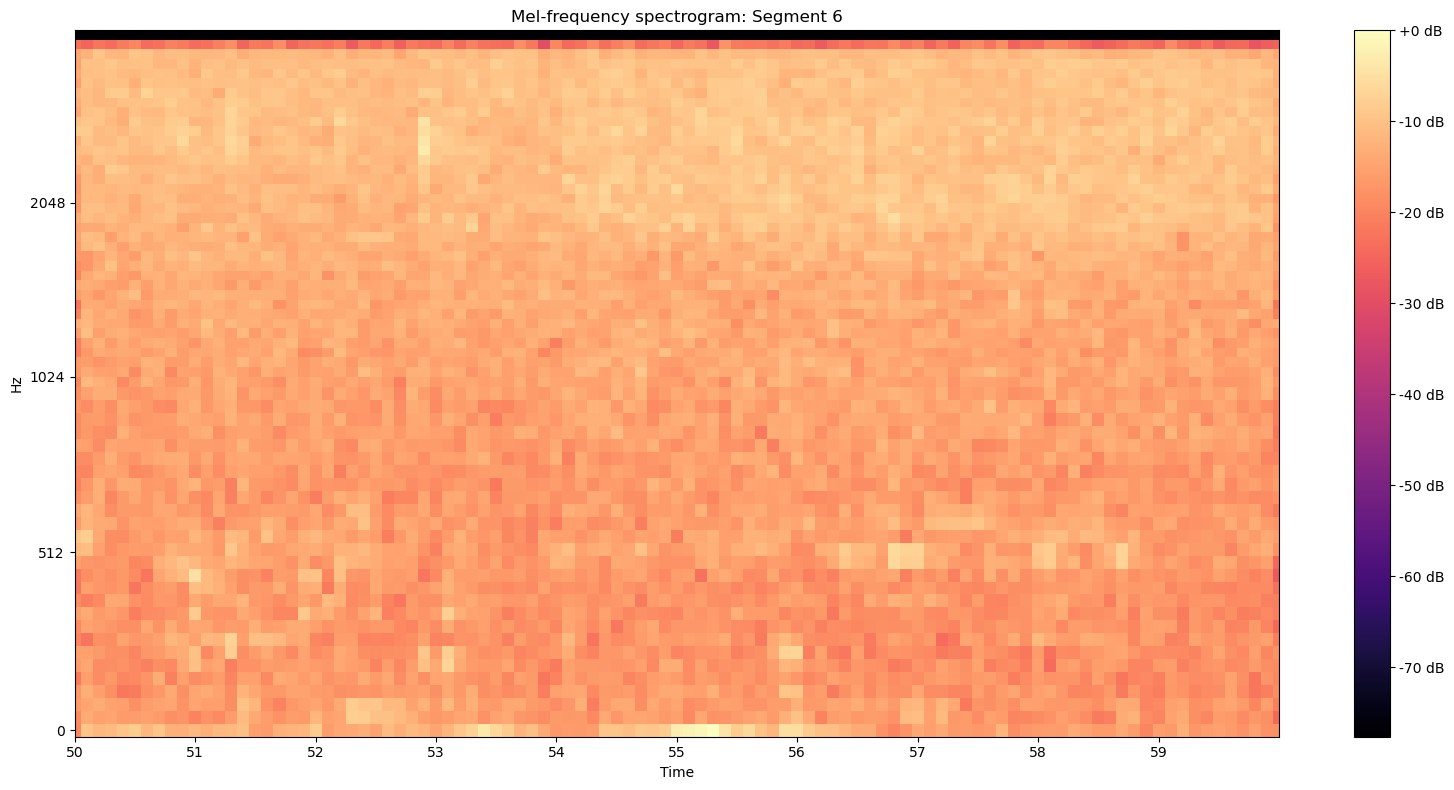 Mel-frequency spectrogram: Segment 6
Hz
2048
1024
512
0
50 51 52 53 54 55 56 57 58 59
Time
+0 dB
-10 dB
-20 dB
-30 dB
-40 dB
-50 dB
-60 dB
-70 dB